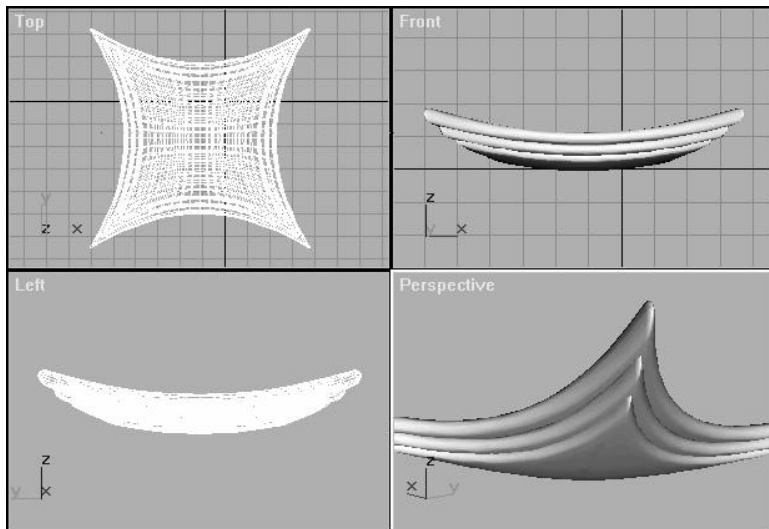 Top
y
z x
Front
z
y x
Left
z
y x
Perspective
z
x y